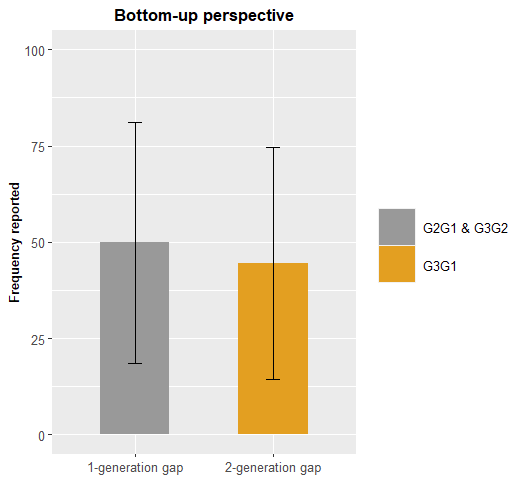 Bottom-up perspective
Frequency reported
100
75
50
25
0
1-generation gap
2-generation gap
G2G1 & G3G2
G3G1